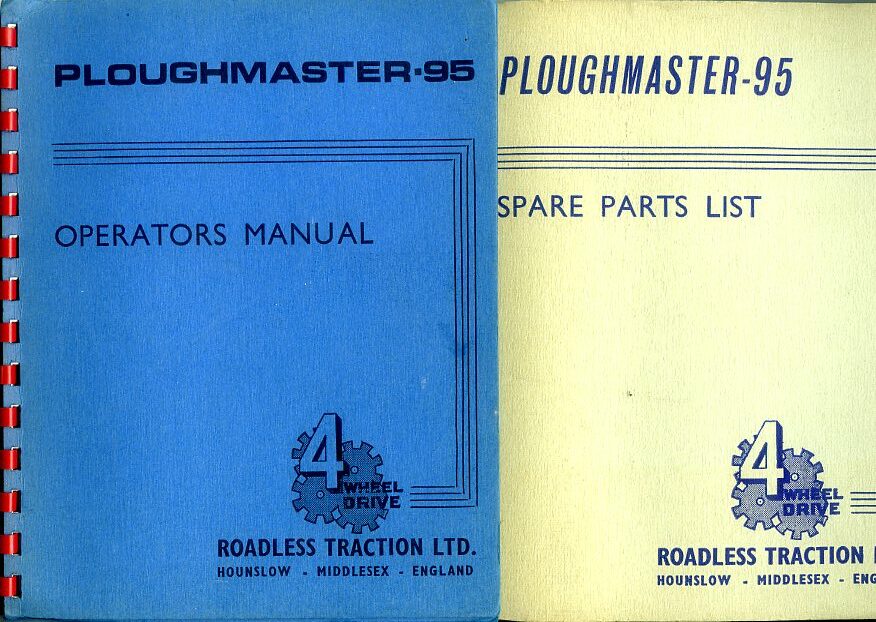 PLOUGHMASTER·95
OPERATORS MANUAL
4
WHEEL
DRIVE
ROADLESS TRACTION LTD.
HOUNSLOW - MIDDLESEX - ENGLAND
PLOUGHMASTER-95
SPARE PARTS LIST
4
WHEEL
DRIVE
ROADLESS TRACTION
HOUNSLOW - MIDDLESEX - ENG